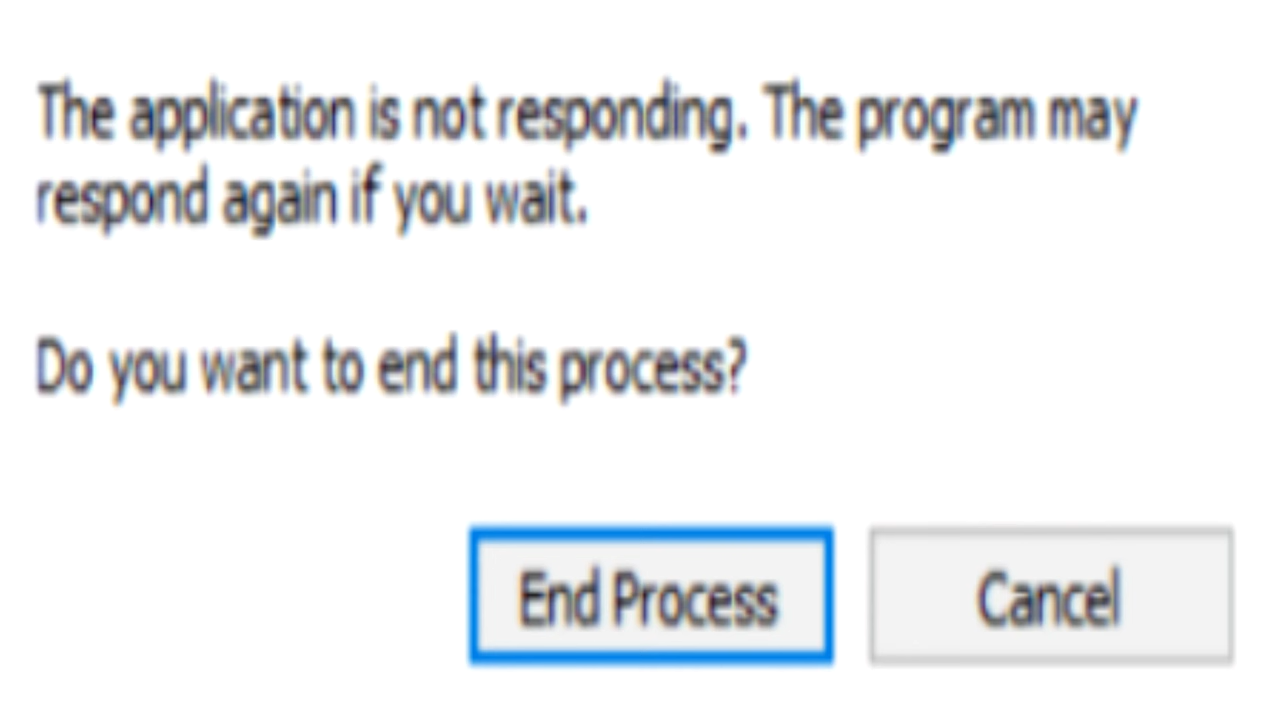 The application is not responding. The program may
respond again if you wait.
Do you want to end this process?
End Process
Cancel